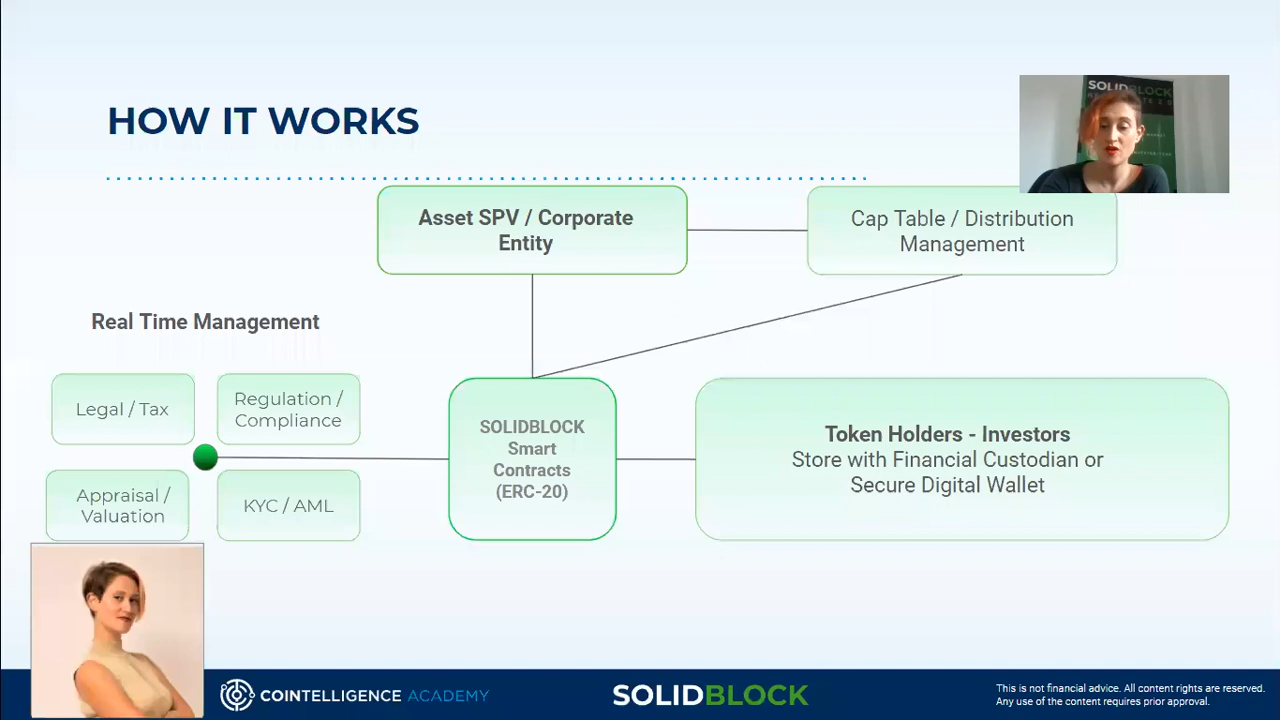 HOW IT WORKS
SOLIDBLOCK
Asset SPV / Corporate
Entity
Cap Table / Distribution
Management
Real Time Management
Legal / Tax
Regulation /
Compliance
Appraisal /
Valuation
KYC / AML
SOLIDBLOCK
Smart
Contracts
(ERC-20)
Token Holders - Investors
Store with Financial Custodian or
Secure Digital Wallet
COINTELLIGENCE ACADEMY
SOLIDBLOCK
This is not financial advice. All content rights are reserved.
Any use of the content requires prior approval.